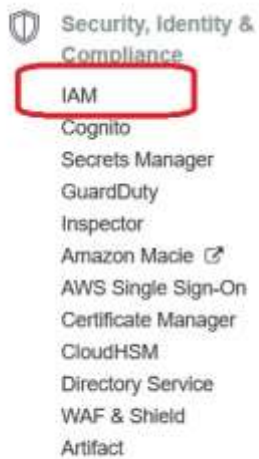 Security, Identity &
Compliance
IAM
Cognito
Secrets Manager
GuardDuty
Inspector
Amazon Macie
AWS Single Sign-On
Certificate Manager
CloudHSM
Directory Service
WAF & Shield
Artifact